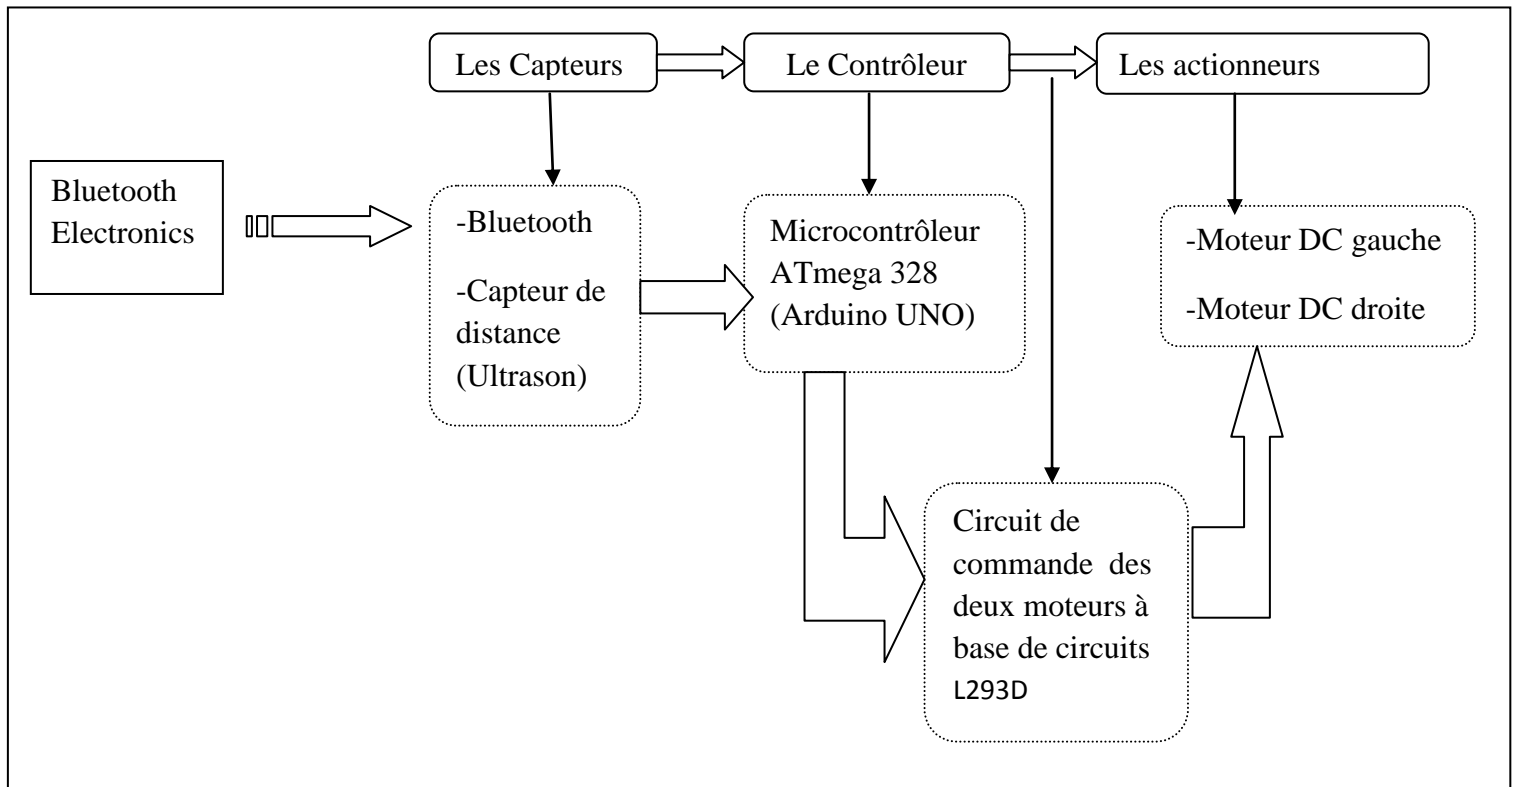 Les Capteurs
Le Contrôleur
Les actionneurs
Bluetooth
Electronics
-Bluetooth
-Capteur de
distance
(Ultrason)
Microcontrôleur
ATmega 328
(Arduino UNO)
-Moteur DC gauche
-Moteur DC droite
Circuit de
commande des
deux moteurs à
base de circuits
L293D